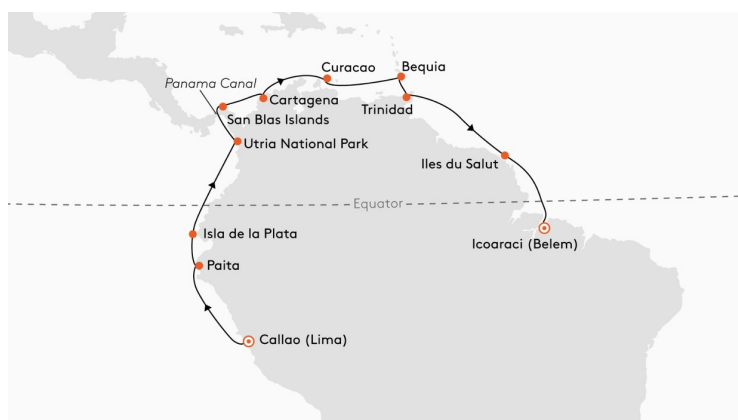 Curacao
Bequia
Panama Canal
Cartagena
Trinidad
San Blas Islands
Utria National Park
Iles du Salut
Equator
Isla de la Plata
Icoaraci (Belem)
Paita
Callao (Lima)